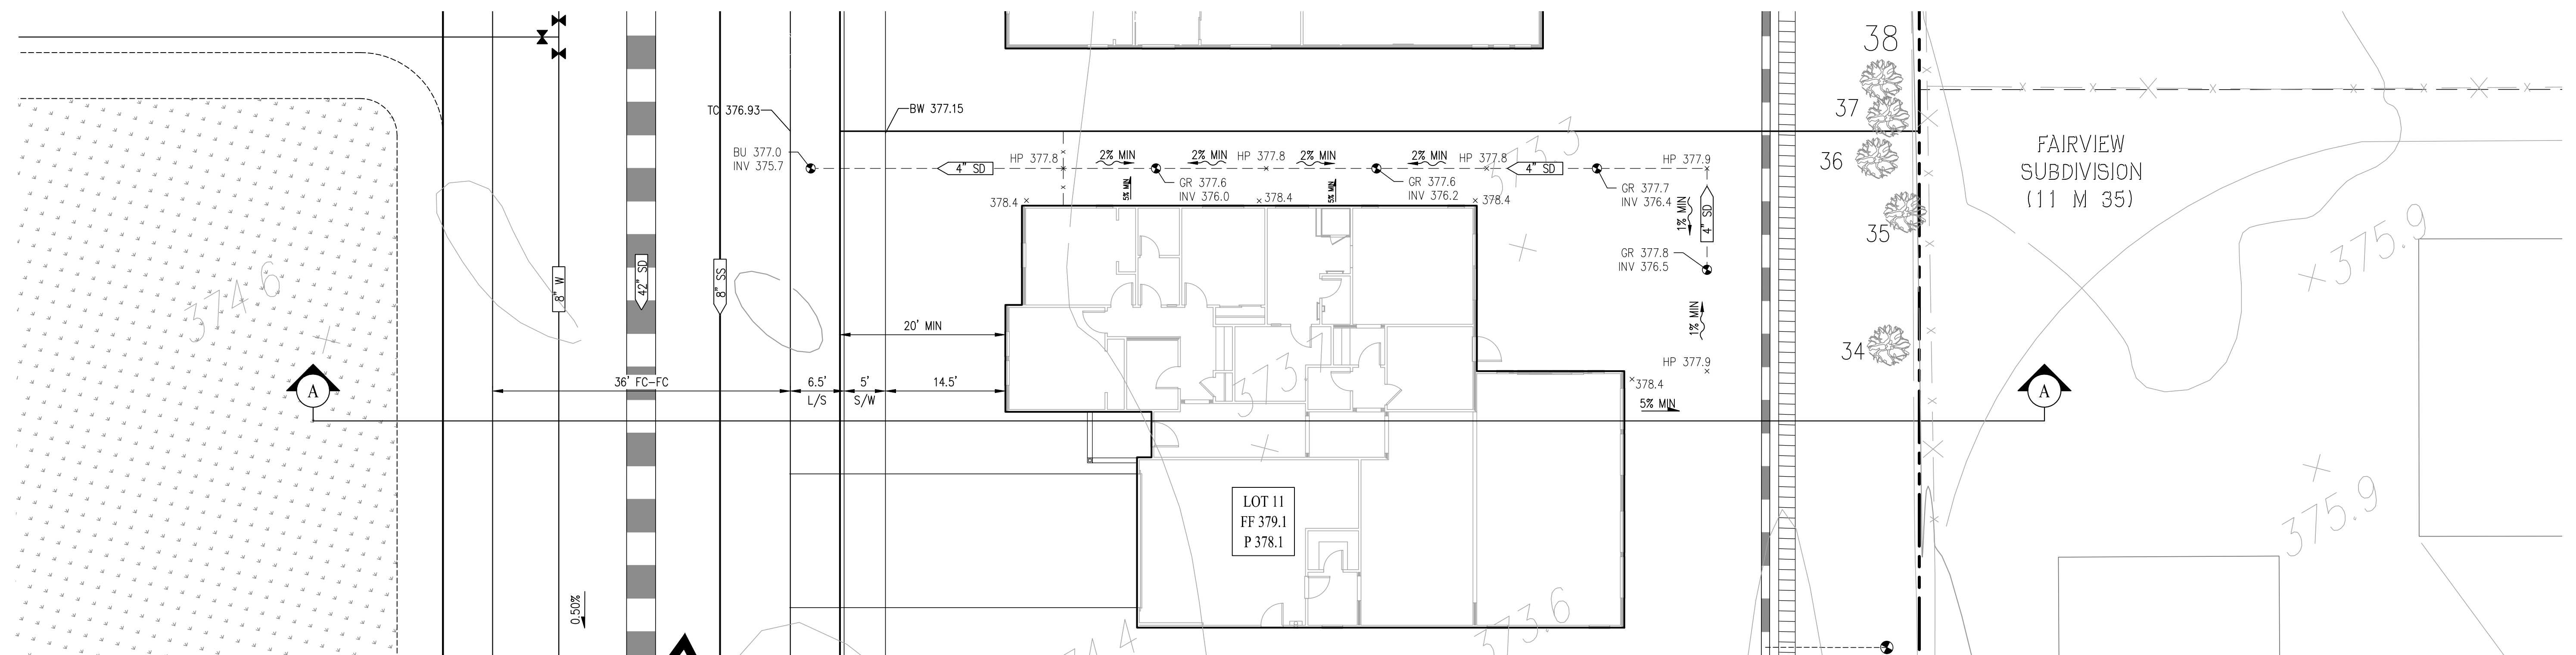 38
37
36
35
34
FAIRVIEW
SUBDIVISION
(11 M 35)
TC 376.93
BW 377.15
BU 377.0
INV 375.7
4" SD
HP 377.8
2% MIN
2% MIN
HP 377.8
2% MIN
2% MIN
HP 377.8
4" SD
HP 377.9
5% MIN
GR 377.6
INV 376.0
5% MIN
GR 377.6
INV 376.2
GR 377.7
INV 376.4
1% MIN
4" SD
378.4
378.4
378.4
GR 377.8
INV 376.5
1% MIN
HP 377.9
378.4
5% MIN
374.6
8" W
42" SD
8" SS
20' MIN
36' FC-FC
6.5'
L/S
5'
S/W
14.5'
A
A
375.9
375.9
373.6
LOT 11
FF 379.1
P 378.1
0.50%